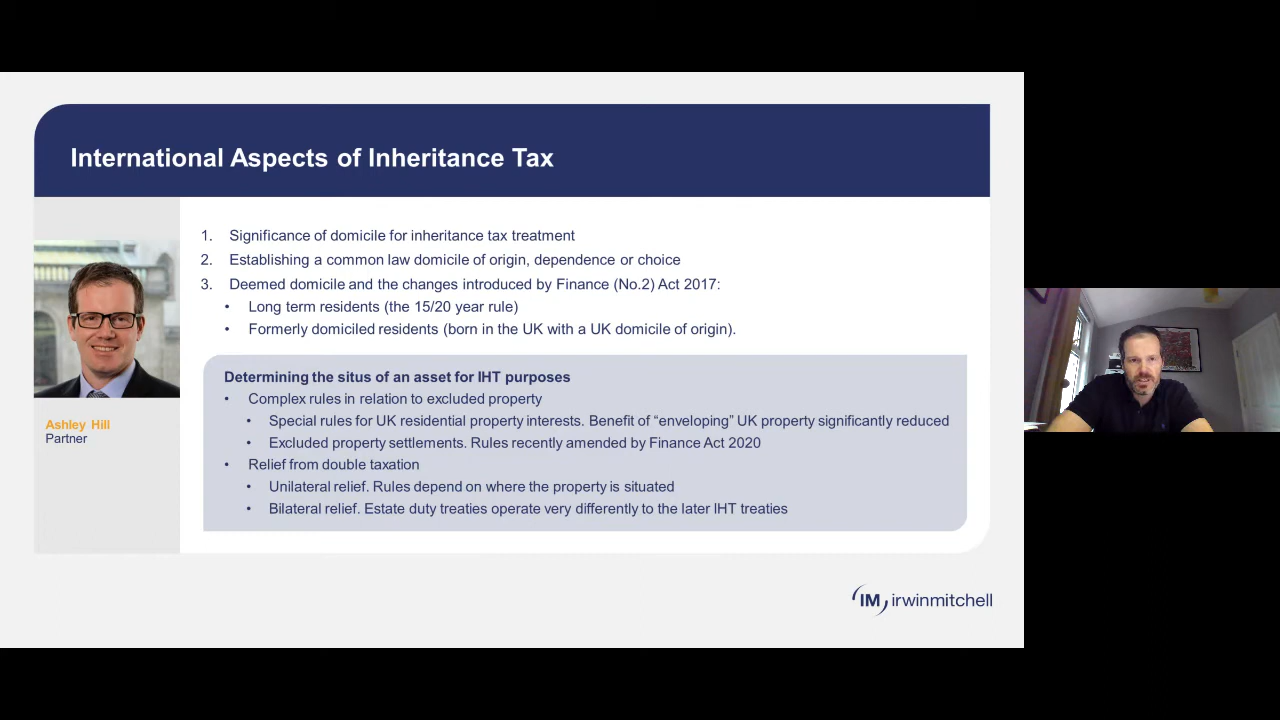 International Aspects of Inheritance Tax
1. Significance of domicile for inheritance tax treatment
2. Establishing a common law domicile of origin, dependence or choice
3. Deemed domicile and the changes introduced by Finance (No.2) Act 2017:
• Long term residents (the 15/20 year rule)
• Formerly domiciled residents (born in the UK with a UK domicile of origin).
Determining the situs of an asset for IHT purposes
• Complex rules in relation to excluded property
• Special rules for UK residential property interests. Benefit of “enveloping” UK property significantly reduced
• Excluded property settlements. Rules recently amended by Finance Act 2020
• Relief from double taxation
• Unilateral relief. Rules depend on where the property is situated
• Bilateral relief. Estate duty treaties operate very differently to the later IHT treaties
Ashley Hill
Partner
IM irwinmitchell